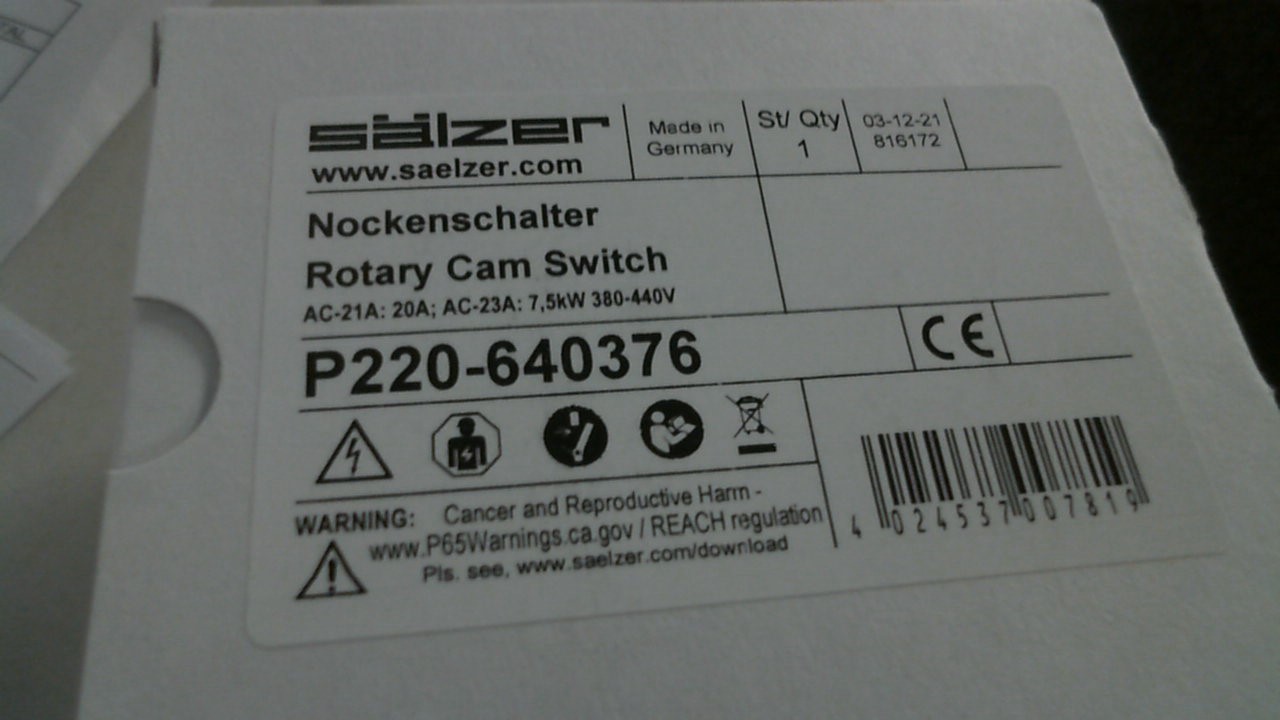 sälzer
www.saelzer.com
Made in
Germany
St/ Qty
1
03-12-21
816172
Nockenschalter
Rotary Cam Switch
AC-21A: 20A; AC-23A: 7,5kW 380-440V
P220-640376
CE
WARNING: Cancer and Reproductive Harm -
www.P65Warnings.ca.gov / REACH regulation
Pls. see, www.saelzer.com/download
4 024537 007819